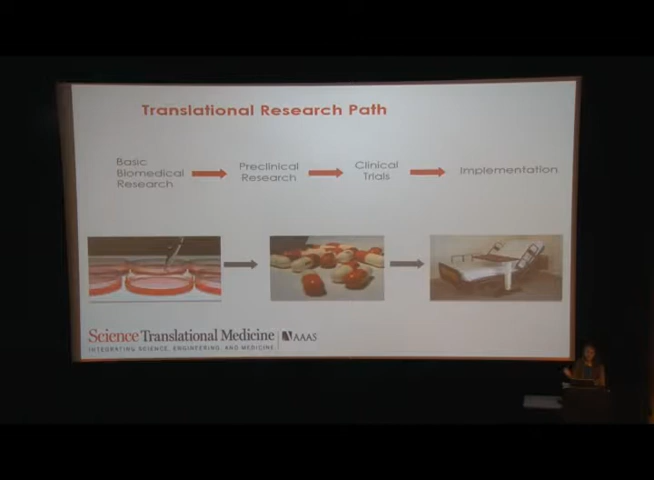 Translational Research Path
Basic
Biomedical
Research
Preclinical
Research
Clinical
Trials
Implementation
Science Translational Medicine
AAAS
INTEGRATING SCIENCE, ENGINEERING, AND MEDICINE